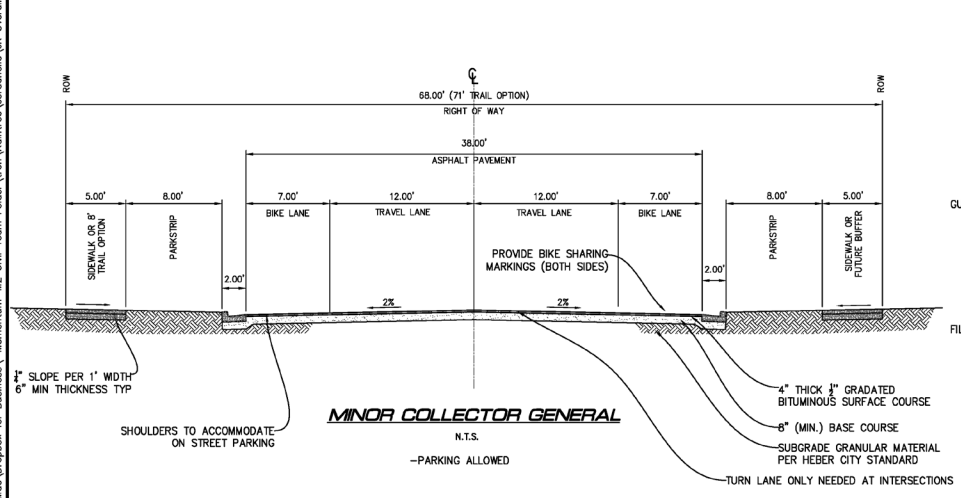 ROW
℄
ROW
68.00' (71' TRAIL OPTION)
RIGHT OF WAY
38.00'
ASPHALT PAVEMENT
5.00'
8.00'
7.00'
12.00'
12.00'
7.00'
8.00'
5.00'
BIKE LANE
TRAVEL LANE
TRAVEL LANE
BIKE LANE
SIDEWALK OR 8'
TRAIL OPTION
PARKSTRIP
2.00'
PROVIDE BIKE SHARING
MARKINGS (BOTH SIDES)
2.00'
PARKSTRIP
SIDEWALK OR
FUTURE BUFFER
GU
2%
2%
FIL
¼" SLOPE PER 1' WIDTH
6" MIN THICKNESS TYP
SHOULDERS TO ACCOMMODATE
ON STREET PARKING
MINOR COLLECTOR GENERAL
N.T.S.
-PARKING ALLOWED
4" THICK ½" GRADATED
BITUMINOUS SURFACE COURSE
8" (MIN.) BASE COURSE
SUBGRADE GRANULAR MATERIAL
PER HEBER CITY STANDARD
TURN LANE ONLY NEEDED AT INTERSECTIONS